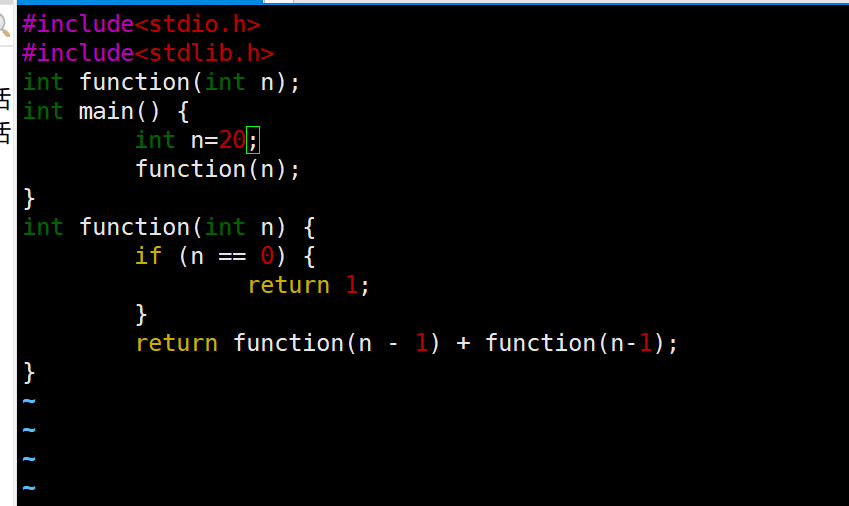 #include<stdio.h>
#include<stdlib.h>
int function(int n);
int main() {
        int n=20;
        function(n);
}
int function(int n) {
        if (n == 0) {
                return 1;
        }
        return function(n - 1) + function(n-1);
}
~
~
~
~